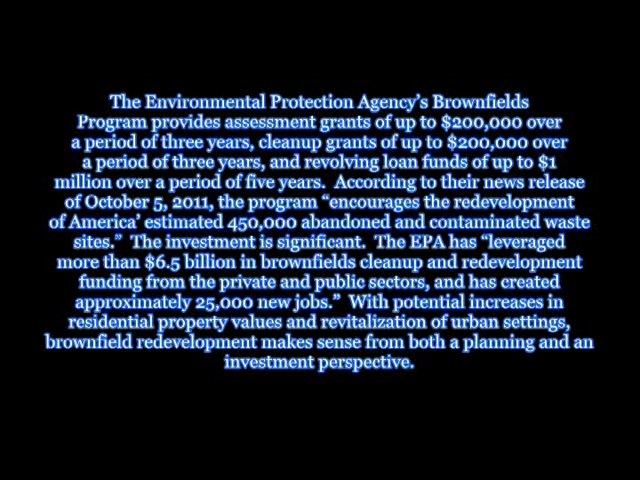 The Environmental Protection Agency’s Brownfields
Program provides assessment grants of up to $200,000 over
a period of three years, cleanup grants of up to $200,000 over
a period of three years, and revolving loan funds of up to $1
million over a period of five years.  According to their news release
of October 5, 2011, the program “encourages the redevelopment
of America’ estimated 450,000 abandoned and contaminated waste
sites.”  The investment is significant.  The EPA has “leveraged
more than $6.5 billion in brownfields cleanup and redevelopment
funding from the private and public sectors, and has created
approximately 25,000 new jobs.”  With potential increases in
residential property values and revitalization of urban settings,
brownfield redevelopment makes sense from both a planning and an
investment perspective.